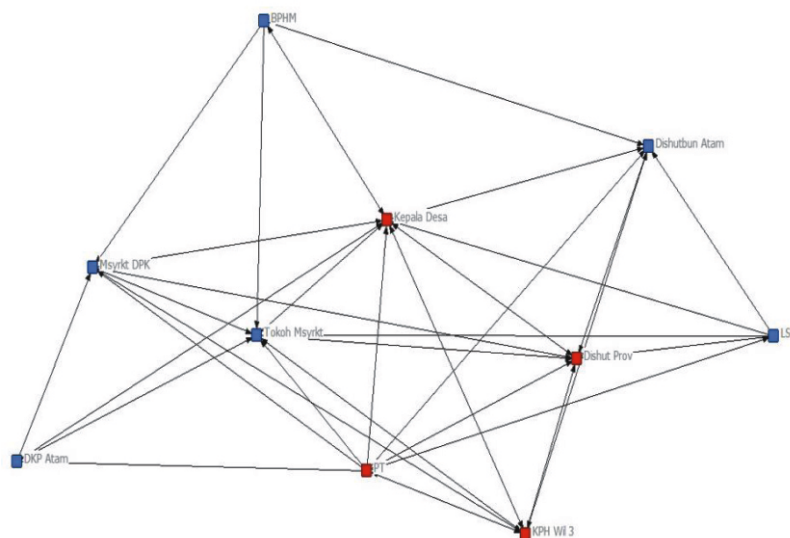 BPHM
Dishutbun Atam
Kepala Desa
Msyrkt DPK
Tokoh Msyrkt
LS
Dishut Prov
DKP Atam
PT
KPH Wil 3